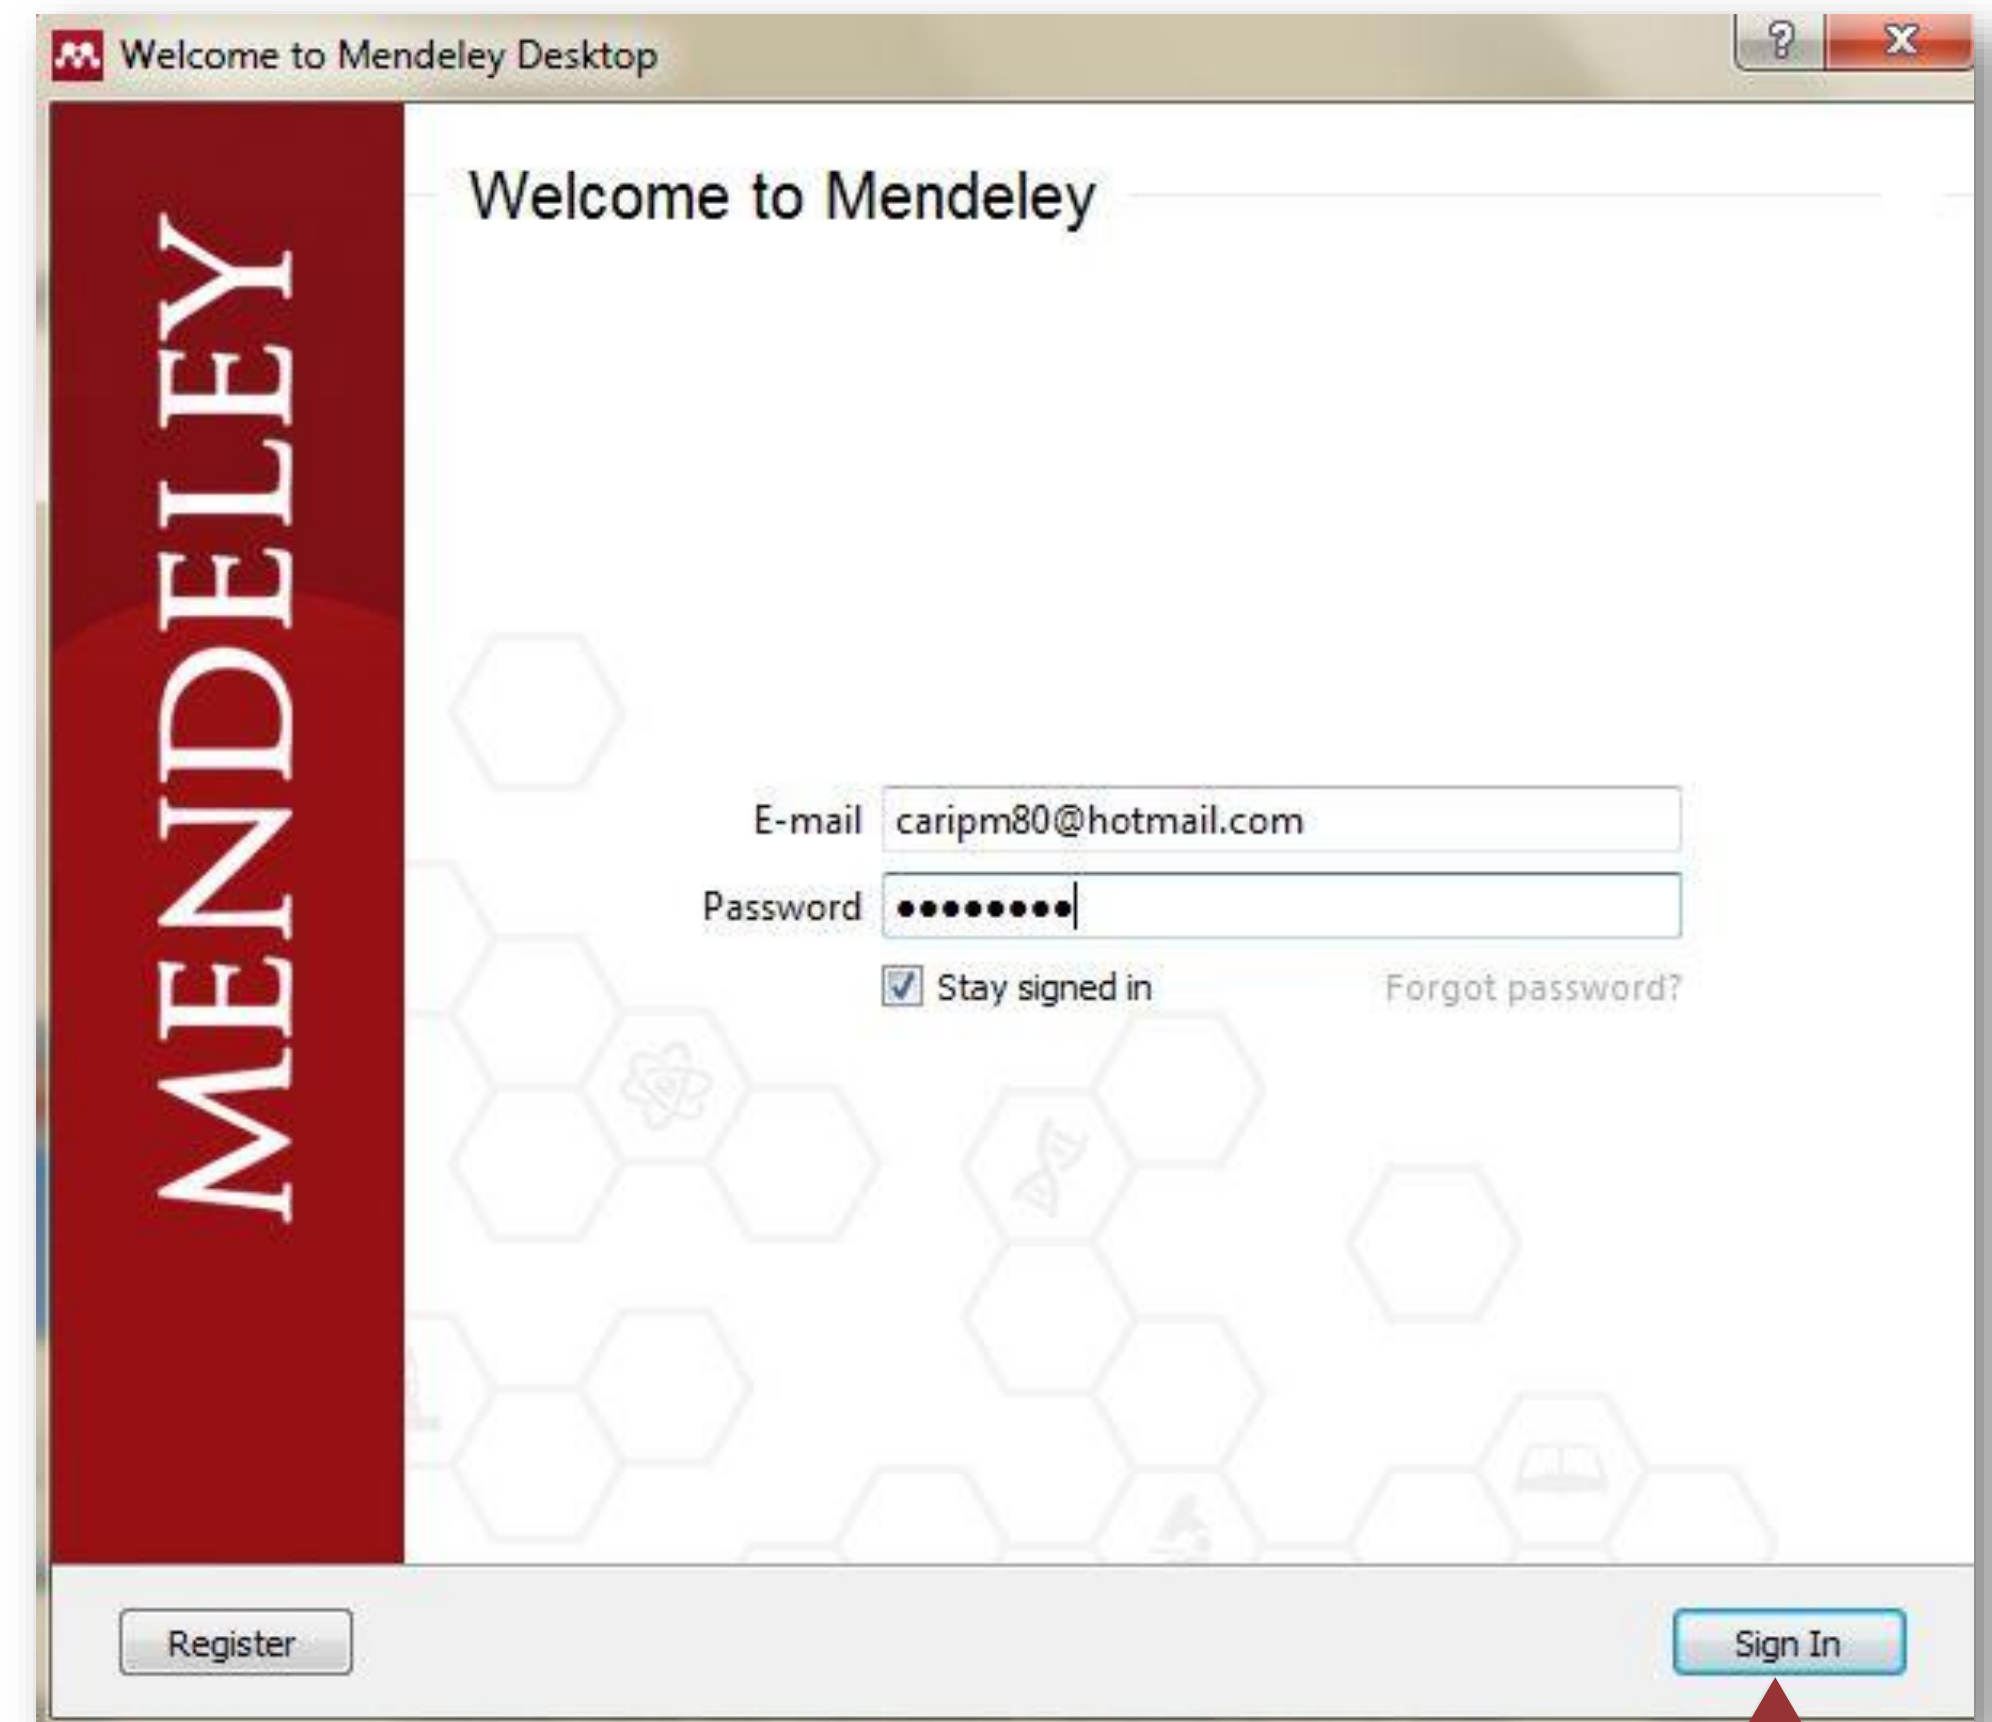 Welcome to Mendeley Desktop
MENDELEY
Welcome to Mendeley
E-mail caripm80@hotmail.com
Password ••••••••
Stay signed in Forgot password?
Register Sign In